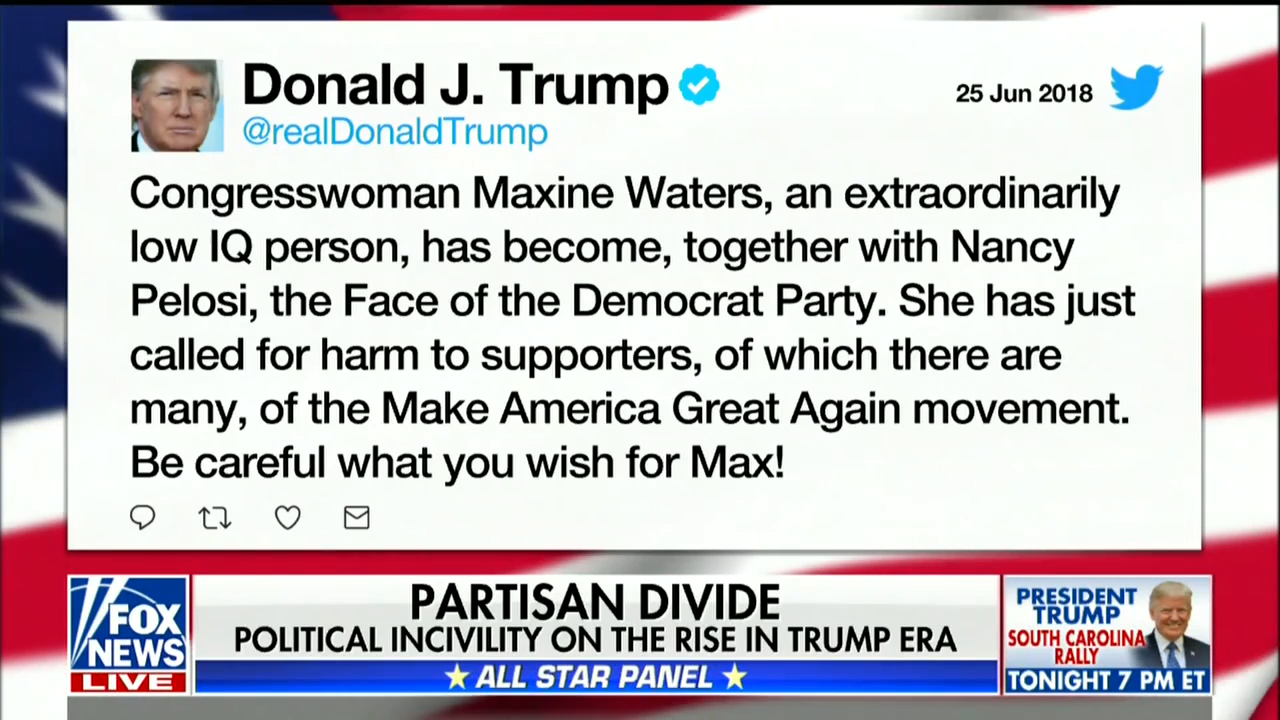 Donald J. Trump
@realDonaldTrump
25 Jun 2018
Congresswoman Maxine Waters, an extraordinarily
low IQ person, has become, together with Nancy
Pelosi, the Face of the Democrat Party. She has just
called for harm to supporters, of which there are
many, of the Make America Great Again movement.
Be careful what you wish for Max!
FOX
NEWS
LIVE
PARTISAN DIVIDE
POLITICAL INCIVILITY ON THE RISE IN TRUMP ERA
ALL STAR PANEL
PRESIDENT
TRUMP
SOUTH CAROLINA
RALLY
TONIGHT 7 PM ET